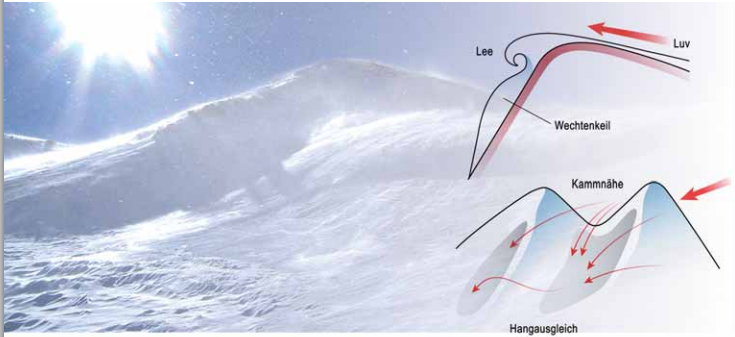 Lee
Luv
Wechtenkeil
Kammnähe
Hangausgleich